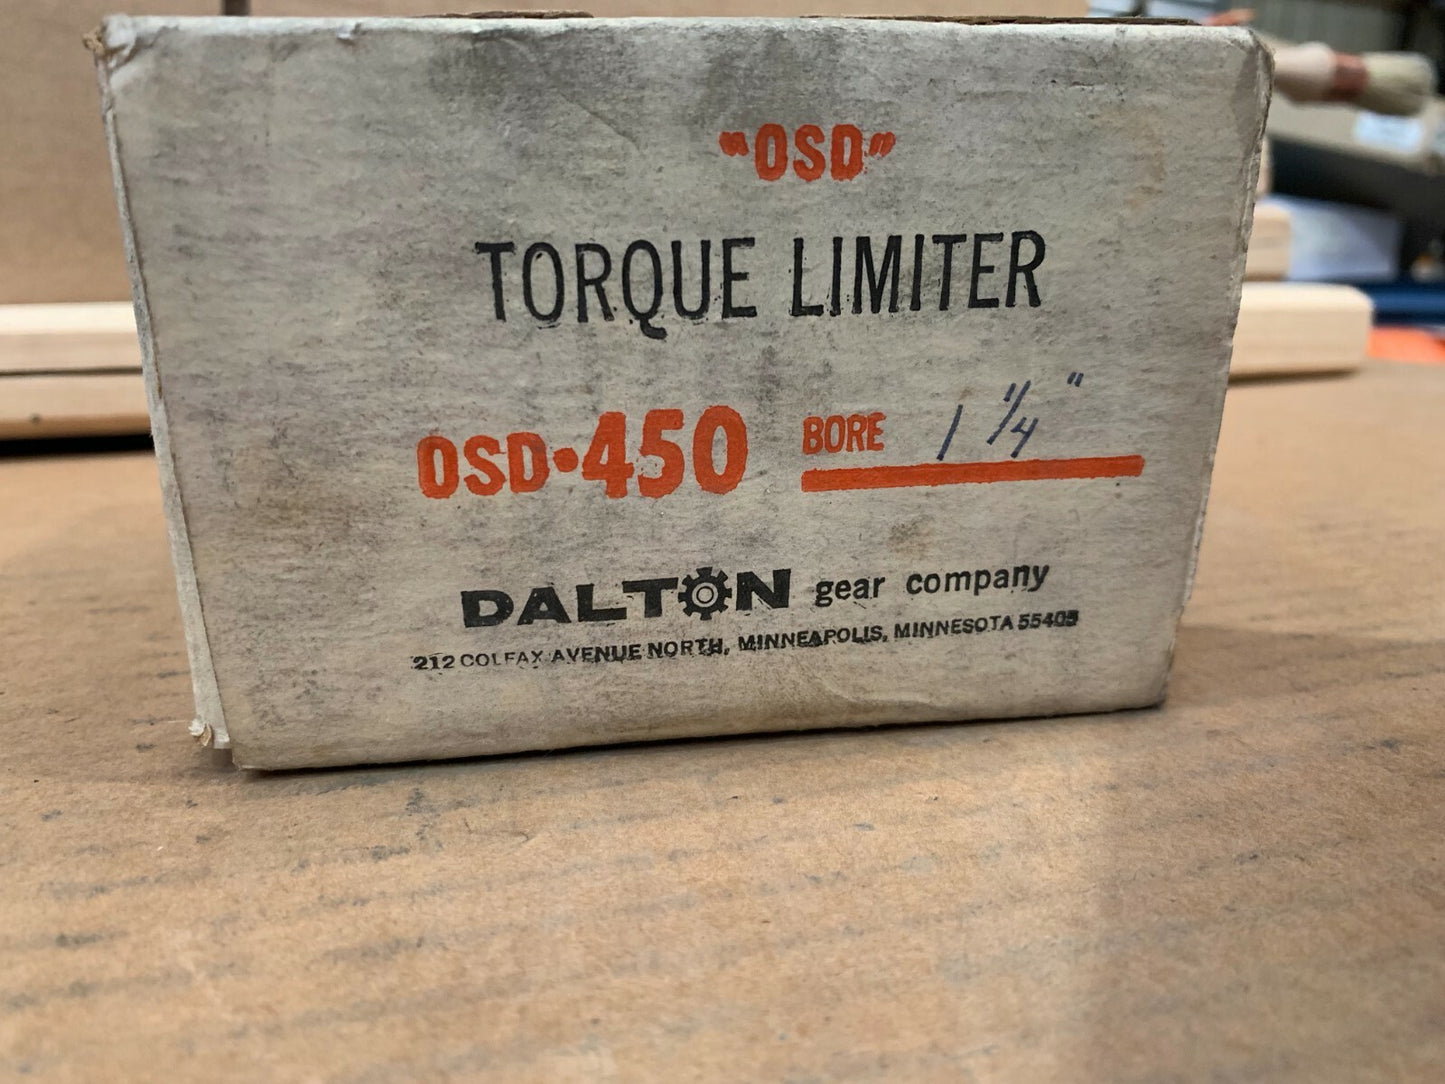 "OSD"
TORQUE LIMITER
OSD•450 BORE 1 1/4"
DALTON gear company
212 COLFAX AVENUE NORTH, MINNEAPOLIS, MINNESOTA 55405